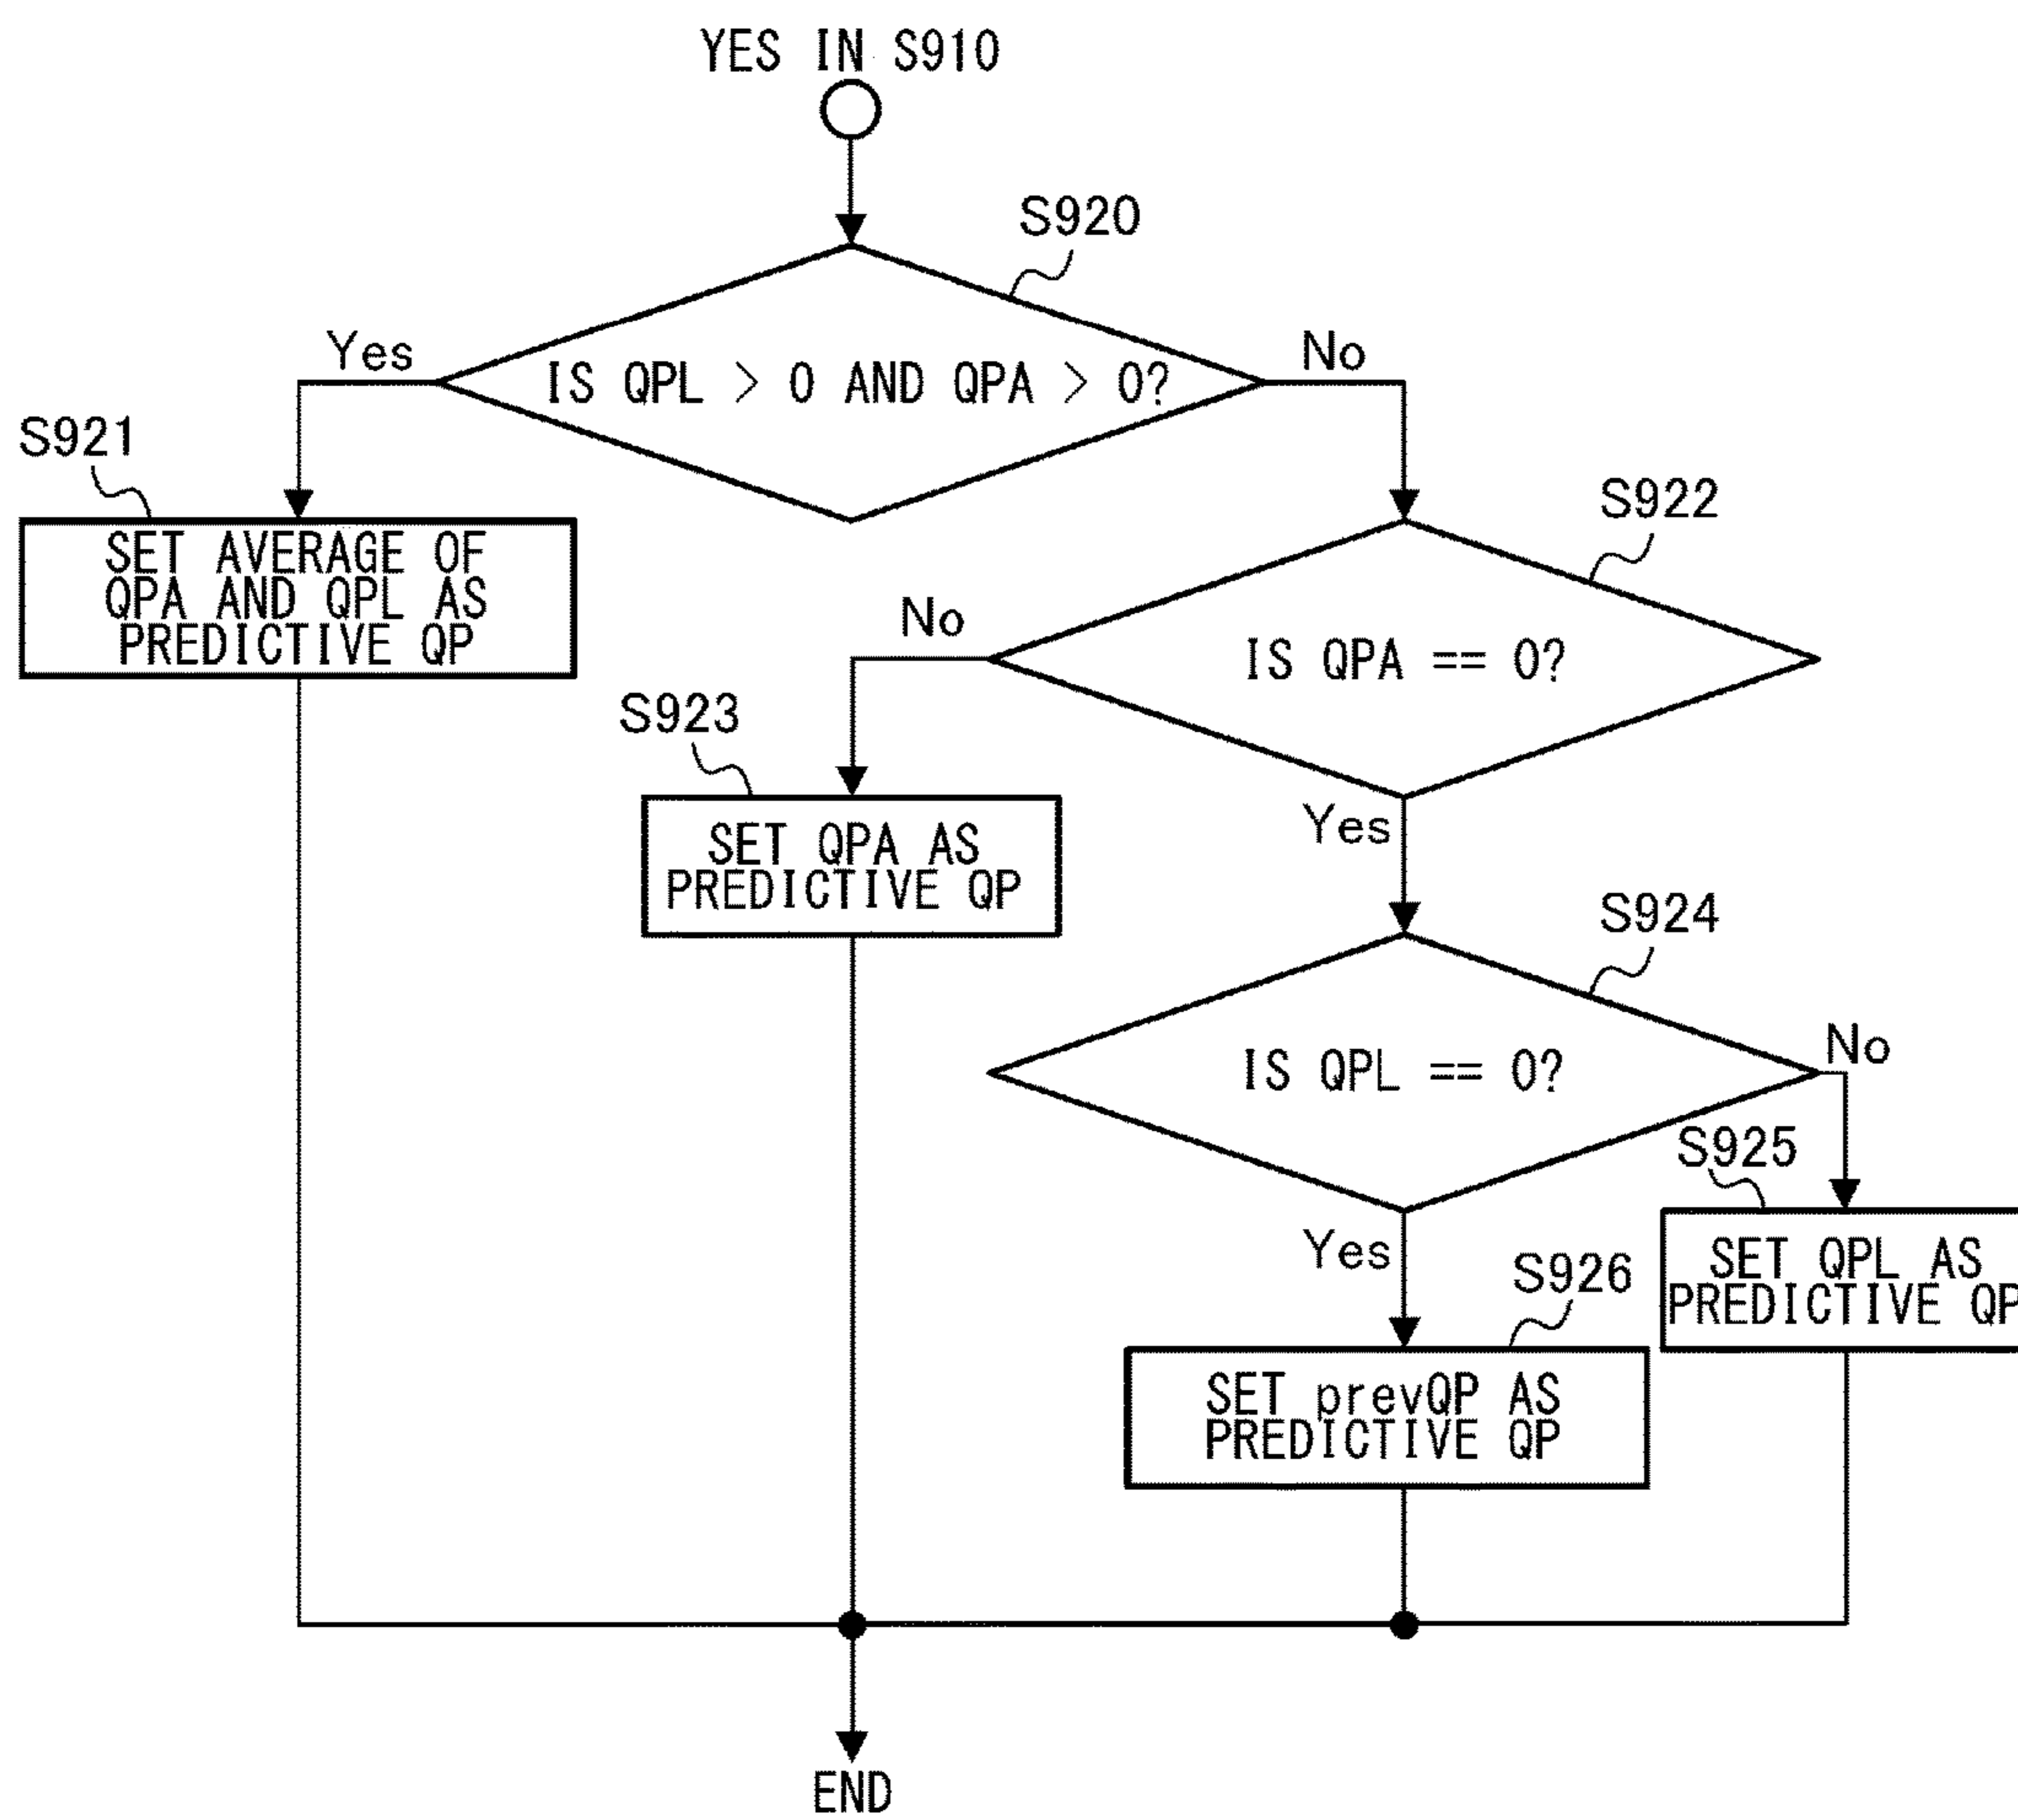 YES IN S910
S920
Yes
IS QPL > 0 AND QPA > 0?
No
S921
SET AVERAGE OF
QPA AND QPL AS
PREDICTIVE QP
S922
No
IS QPA == 0?
S923
SET QPA AS
PREDICTIVE QP
Yes
S924
IS QPL == 0?
No
S925
SET QPL AS
PREDICTIVE QP
Yes
S926
SET prevQP AS
PREDICTIVE QP
END